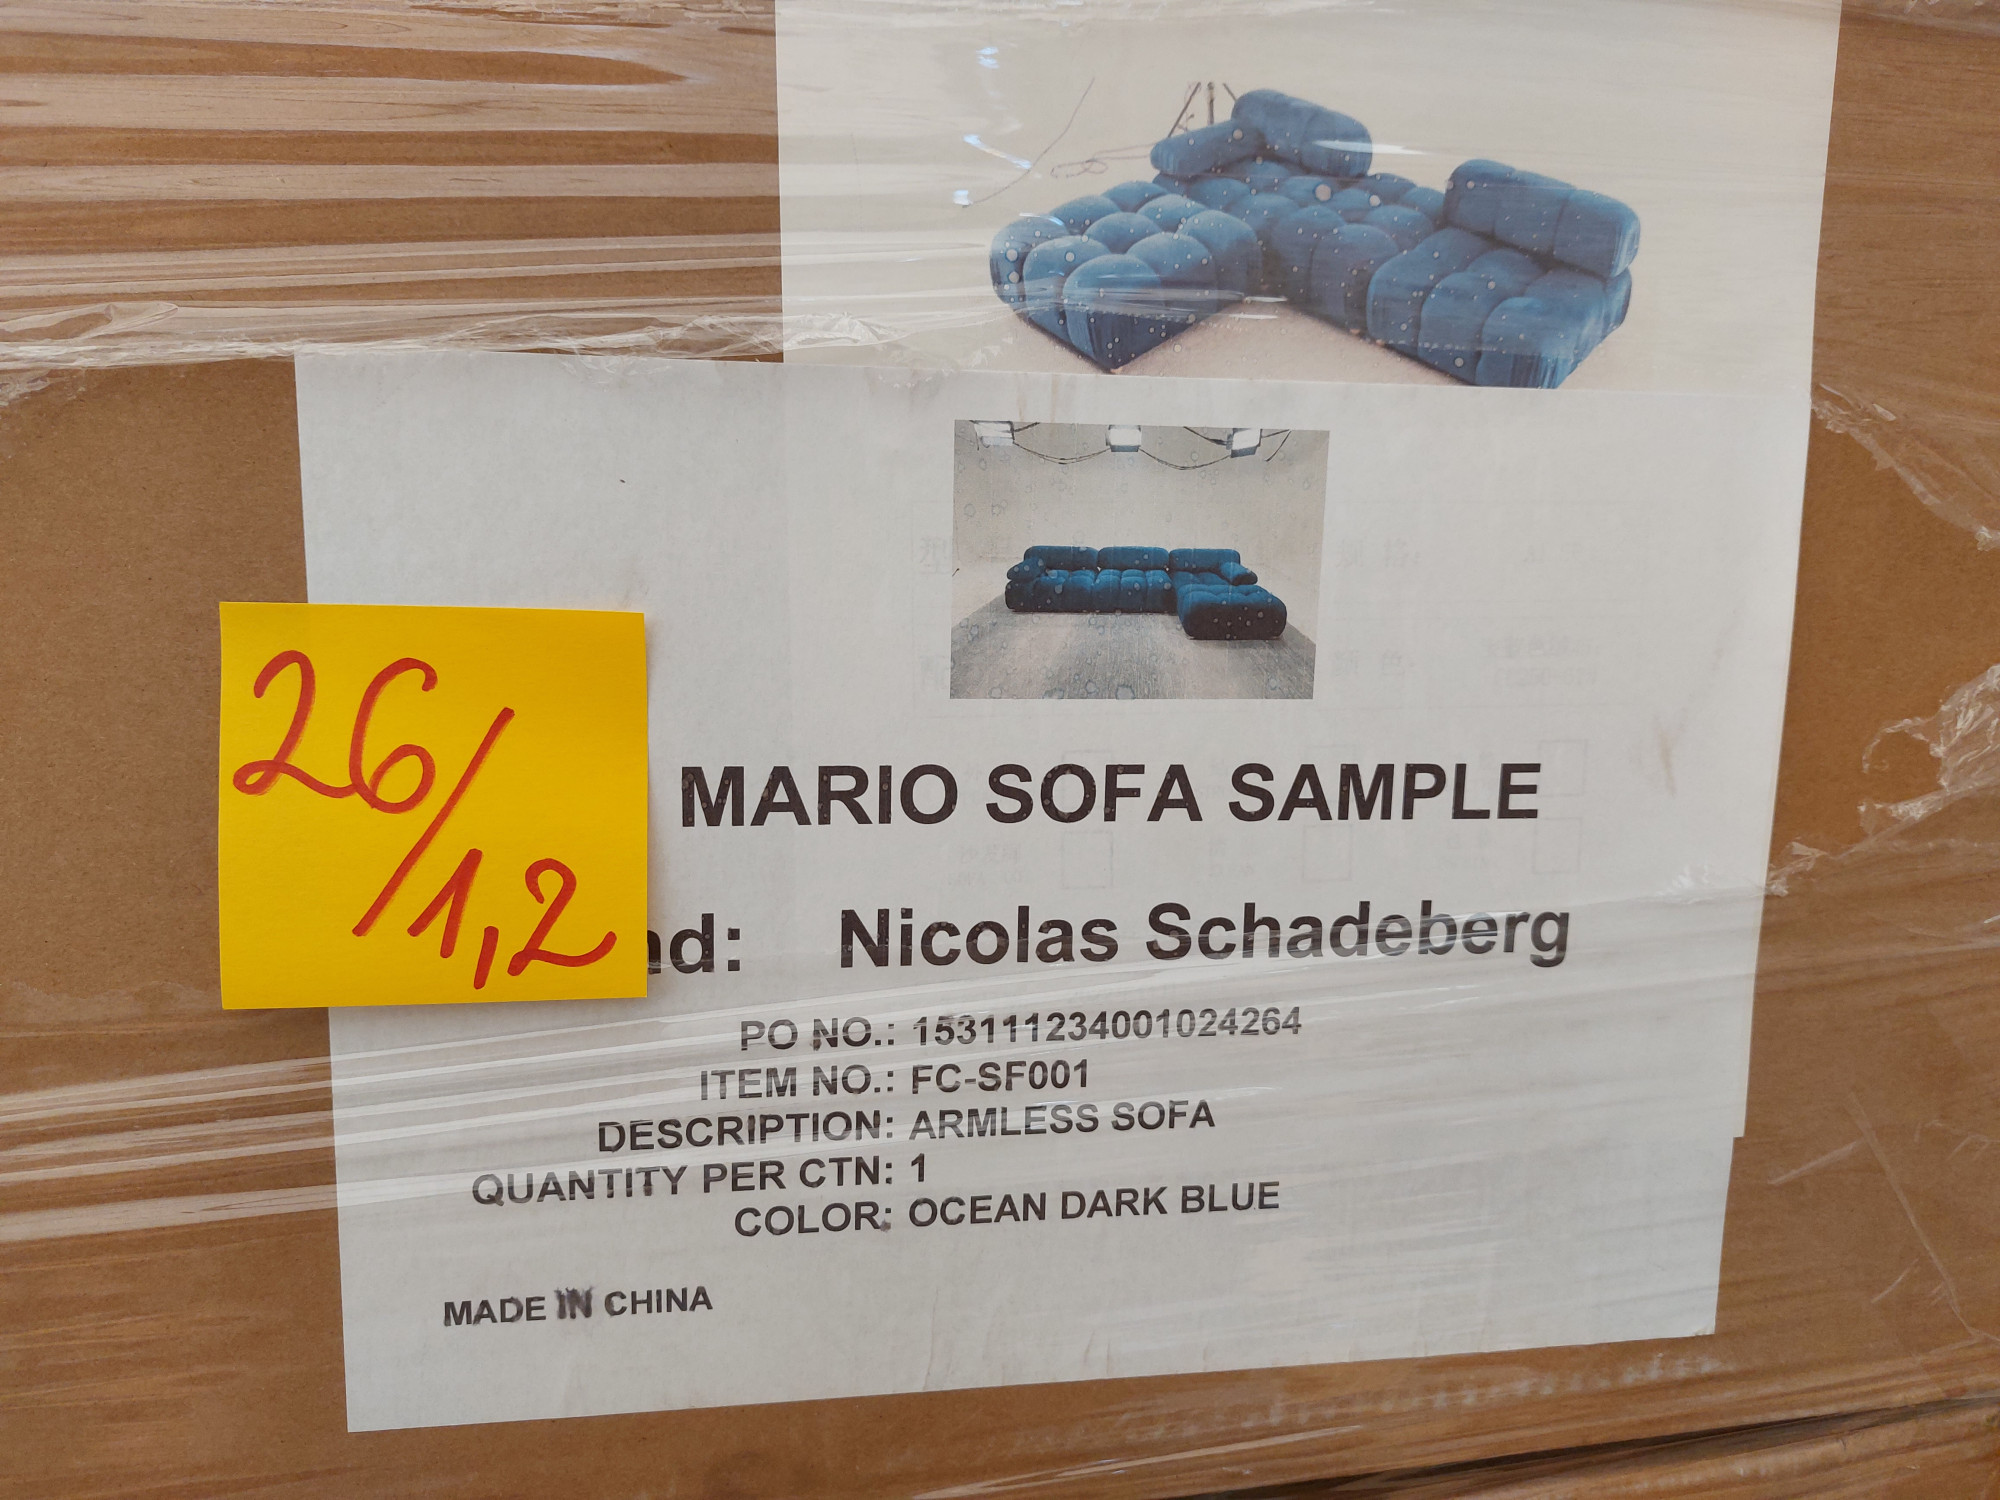 26/1,2
MARIO SOFA SAMPLE
Nicolas Schadeberg
PO NO.: 153111234001024264
ITEM NO.: FC-SF001
DESCRIPTION: ARMLESS SOFA
QUANTITY PER CTN: 1
COLOR: OCEAN DARK BLUE
MADE IN CHINA